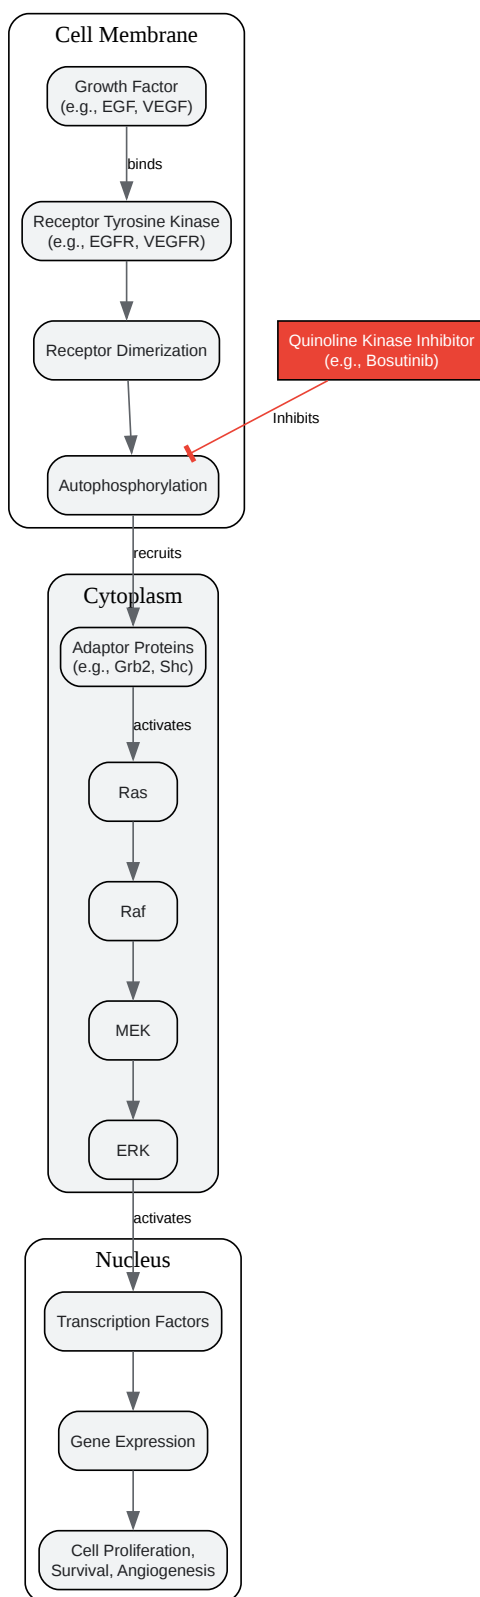 Cell Membrane
Growth Factor
(e.g., EGF, VEGF)
binds
Receptor Tyrosine Kinase
(e.g., EGFR, VEGFR)
Receptor Dimerization
Quinoline Kinase Inhibitor
(e.g., Bosutinib)
Inhibits
Autophosphorylation
recruits
Cytoplasm
Adaptor Proteins
(e.g., Grb2, Shc)
activates
Ras
Raf
MEK
ERK
activates
Nucleus
Transcription Factors
Gene Expression
Cell Proliferation,
Survival, Angiogenesis